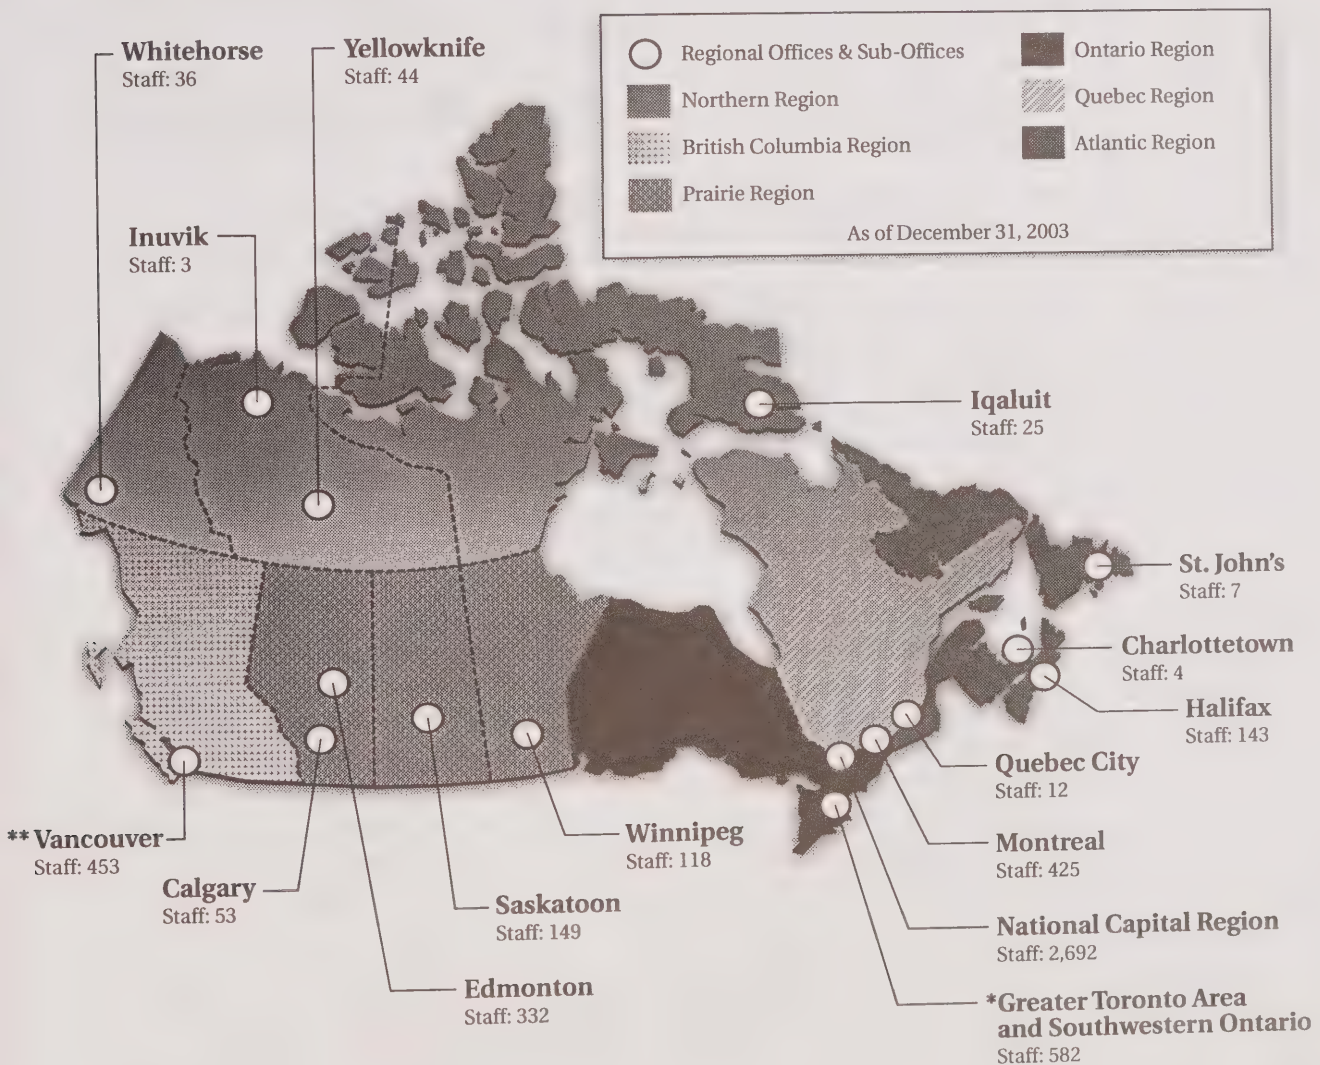 Whitehorse
Staff: 36
Yellowknife
Staff: 44
Regional Offices & Sub-Offices
Northern Region
British Columbia Region
Prairie Region
Ontario Region
Quebec Region
Atlantic Region
As of December 31, 2003
Inuvik
Staff: 3
Iqaluit
Staff: 25
St. John's
Staff: 7
Charlottetown
Staff: 4
Halifax
Staff: 143
Quebec City
Staff: 12
Montreal
Staff: 425
National Capital Region
Staff: 2,692
*Greater Toronto Area
and Southwestern Ontario
Staff: 582
Winnipeg
Staff: 118
Saskatoon
Staff: 149
Edmonton
Staff: 332
Calgary
Staff: 53
**Vancouver
Staff: 453